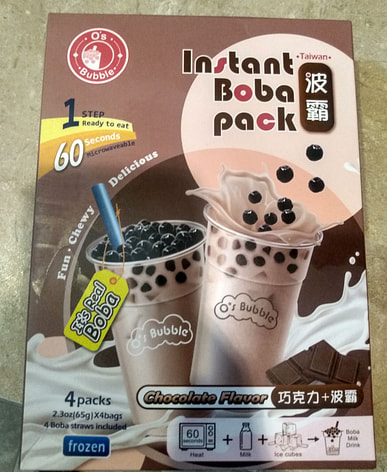 O's
Bubble
Instant
Boba
pack
•Taiwan•
波霸
1 STEP
Ready to eat
60 Seconds
Microwaveable
Fun · Chewy · Delicious
It's Real
Boba
O's Bubble
O's Bubble
4 packs
2.3oz(65g)X4bags
4 Boba straws included
frozen
Chocolate Flavor
巧克力+波霸
60
seconds
Heat
+
Milk
+
Ice cubes
Boba
Milk
Drink